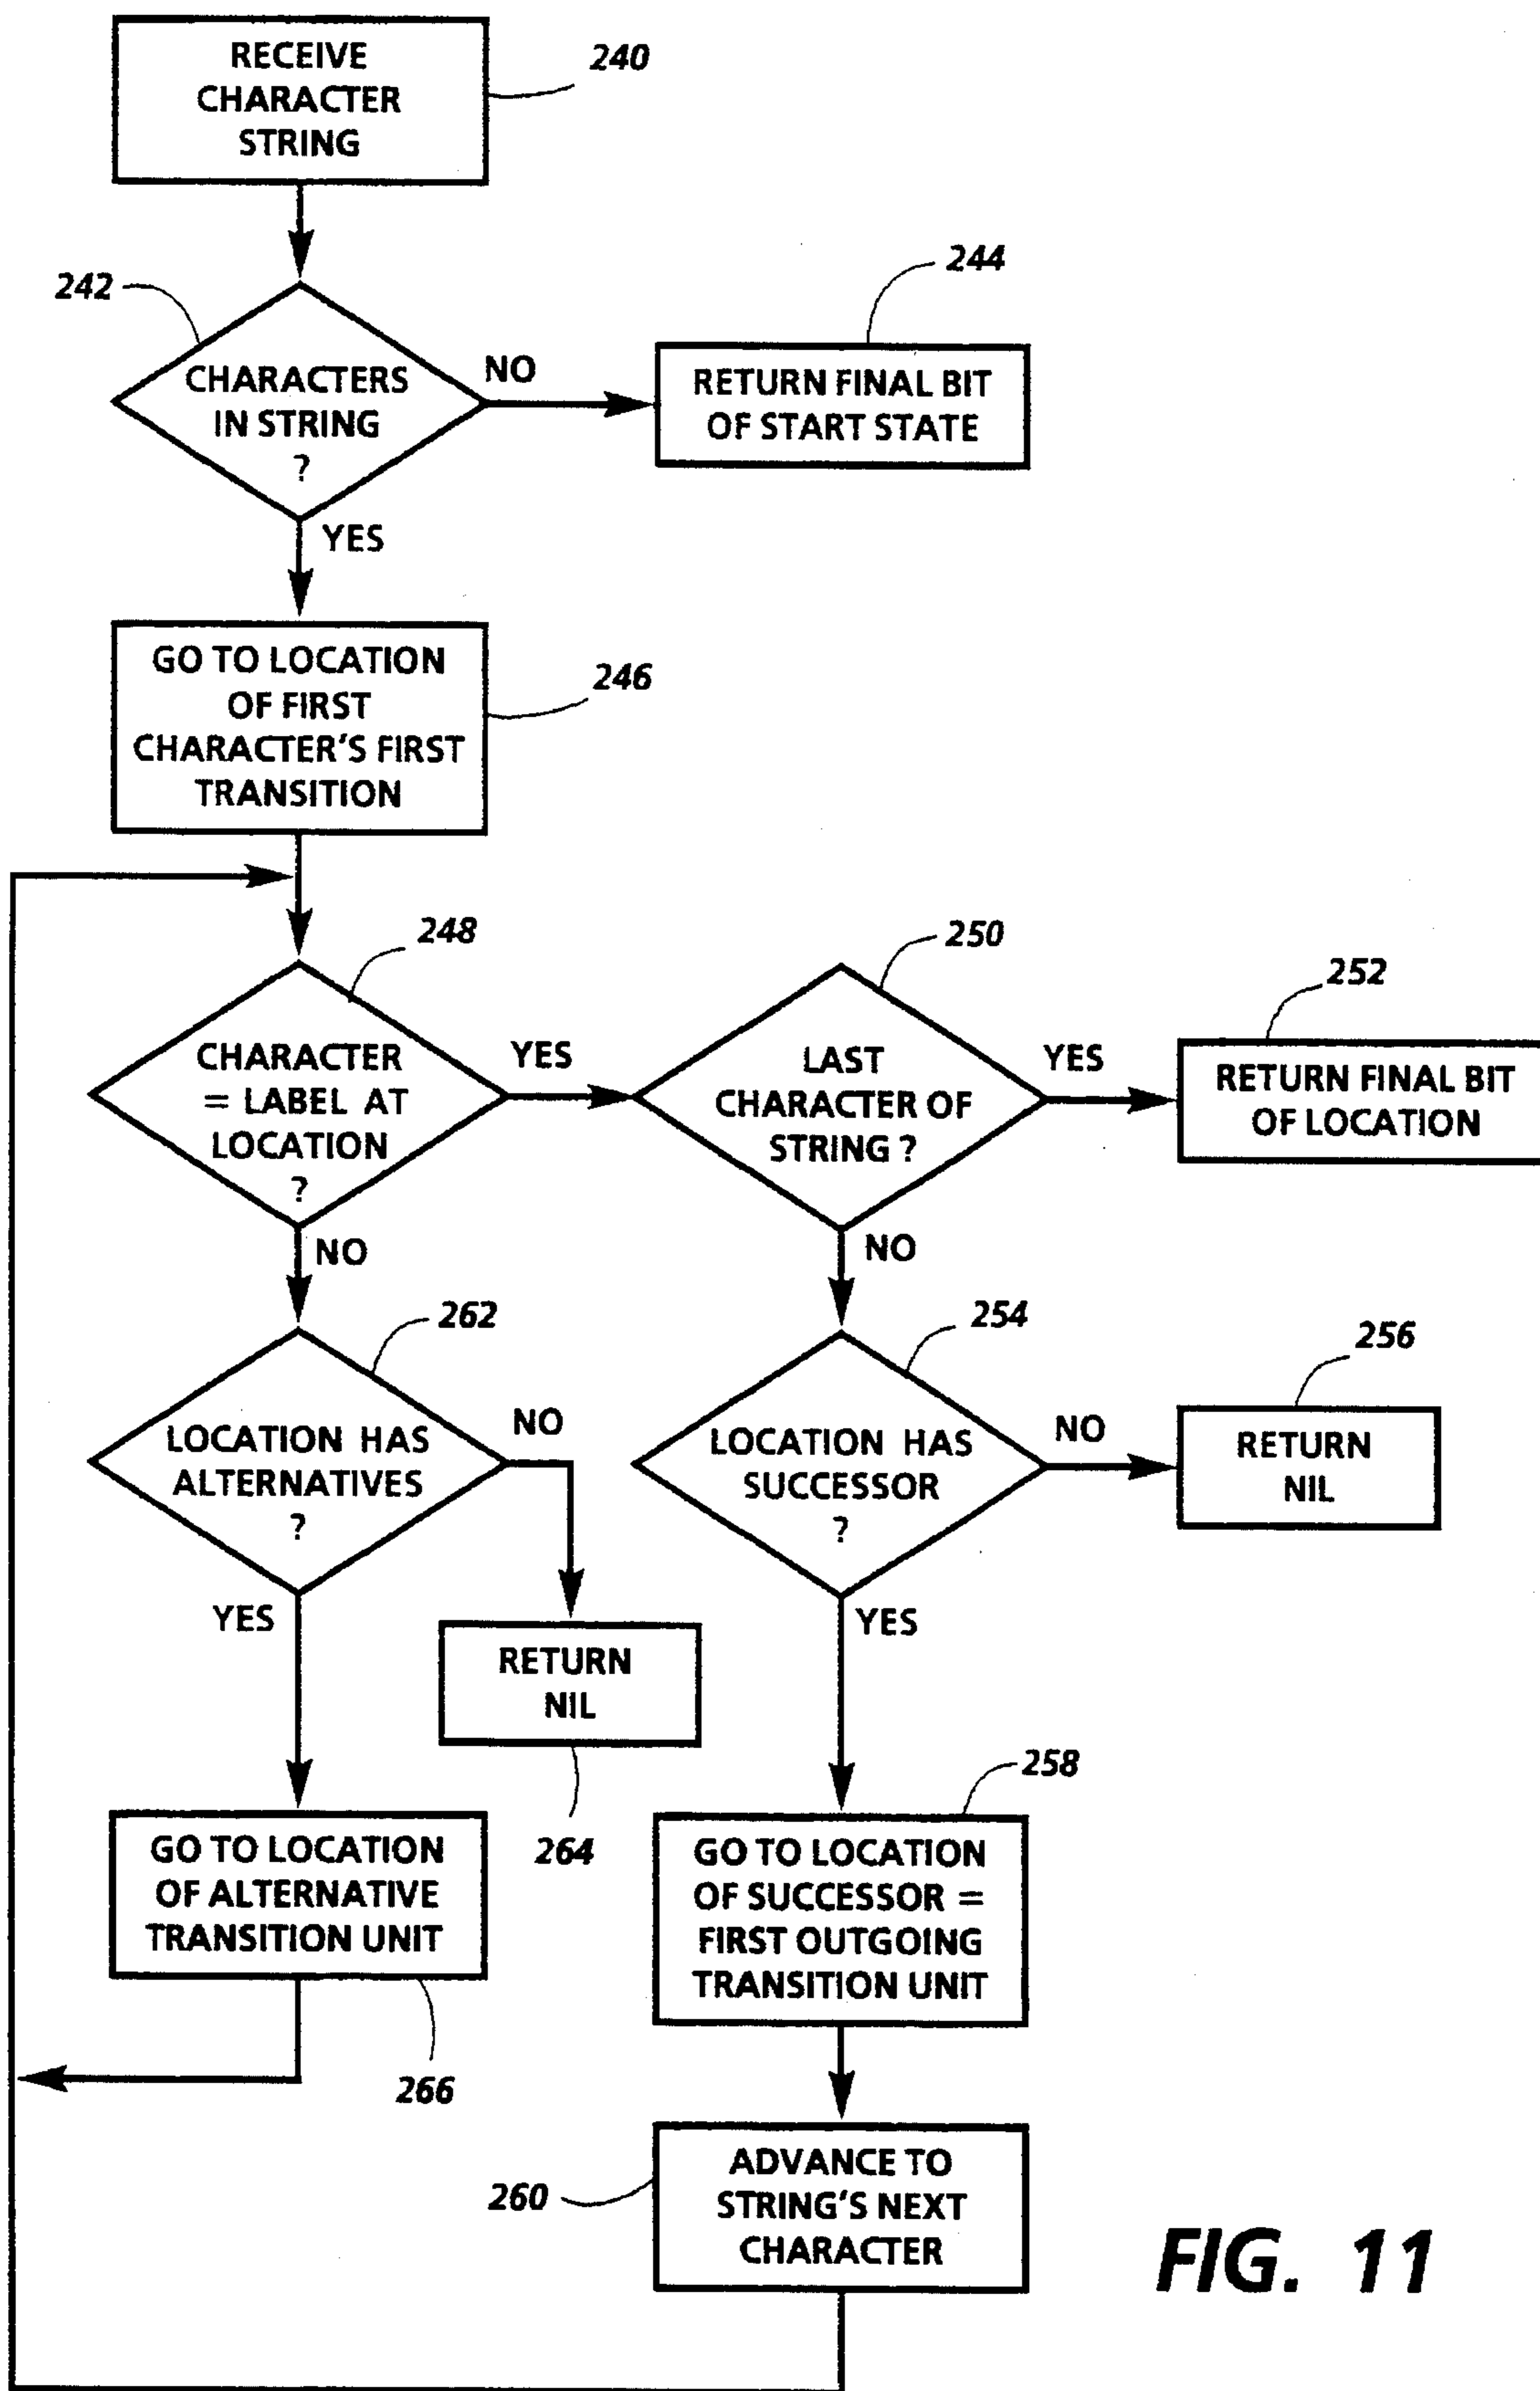 RECEIVE
CHARACTER
STRING
240
242
CHARACTERS
IN STRING
?
NO
244
RETURN FINAL BIT
OF START STATE
YES
GO TO LOCATION
OF FIRST
CHARACTER'S FIRST
TRANSITION
246
248
CHARACTER
= LABEL AT
LOCATION
?
YES
250
LAST
CHARACTER OF
STRING ?
YES
252
RETURN FINAL BIT
OF LOCATION
NO
NO
262
LOCATION HAS
ALTERNATIVES
?
NO
254
LOCATION HAS
SUCCESSOR
?
NO
256
RETURN
NIL
YES
RETURN
NIL
264
YES
258
GO TO LOCATION
OF ALTERNATIVE
TRANSITION UNIT
266
GO TO LOCATION
OF SUCCESSOR =
FIRST OUTGOING
TRANSITION UNIT
260
ADVANCE TO
STRING'S NEXT
CHARACTER
FIG. 11